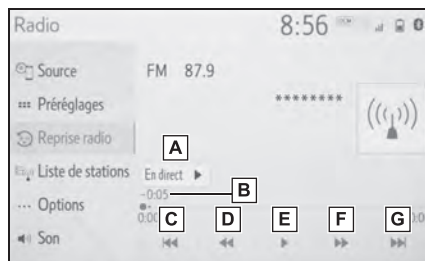 Radio
8:56
Source
FM 87.9
Préréglages
********
Reprise radio
A
Liste de stations
En direct
B
-0:05
Options
0:00
C
D
E
F
G
Son